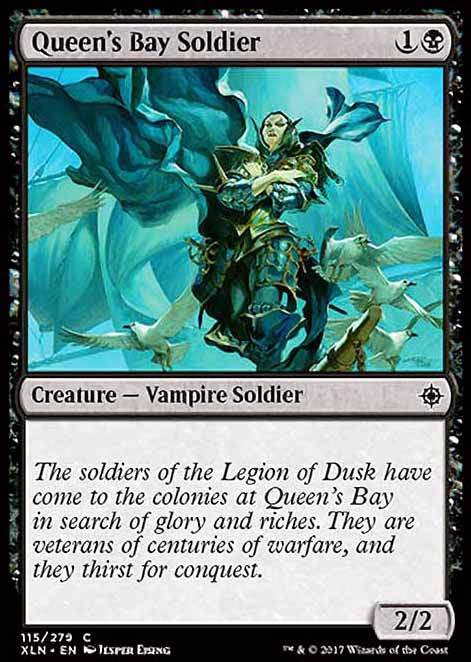 Queen's Bay Soldier 1
Creature — Vampire Soldier
The soldiers of the Legion of Dusk have
come to the colonies at Queen's Bay
in search of glory and riches. They are
veterans of centuries of warfare, and
they thirst for conquest.
2/2
115/279 C
XLN • EN Jesper Ejsing
™ & © 2017 Wizards of the Coast